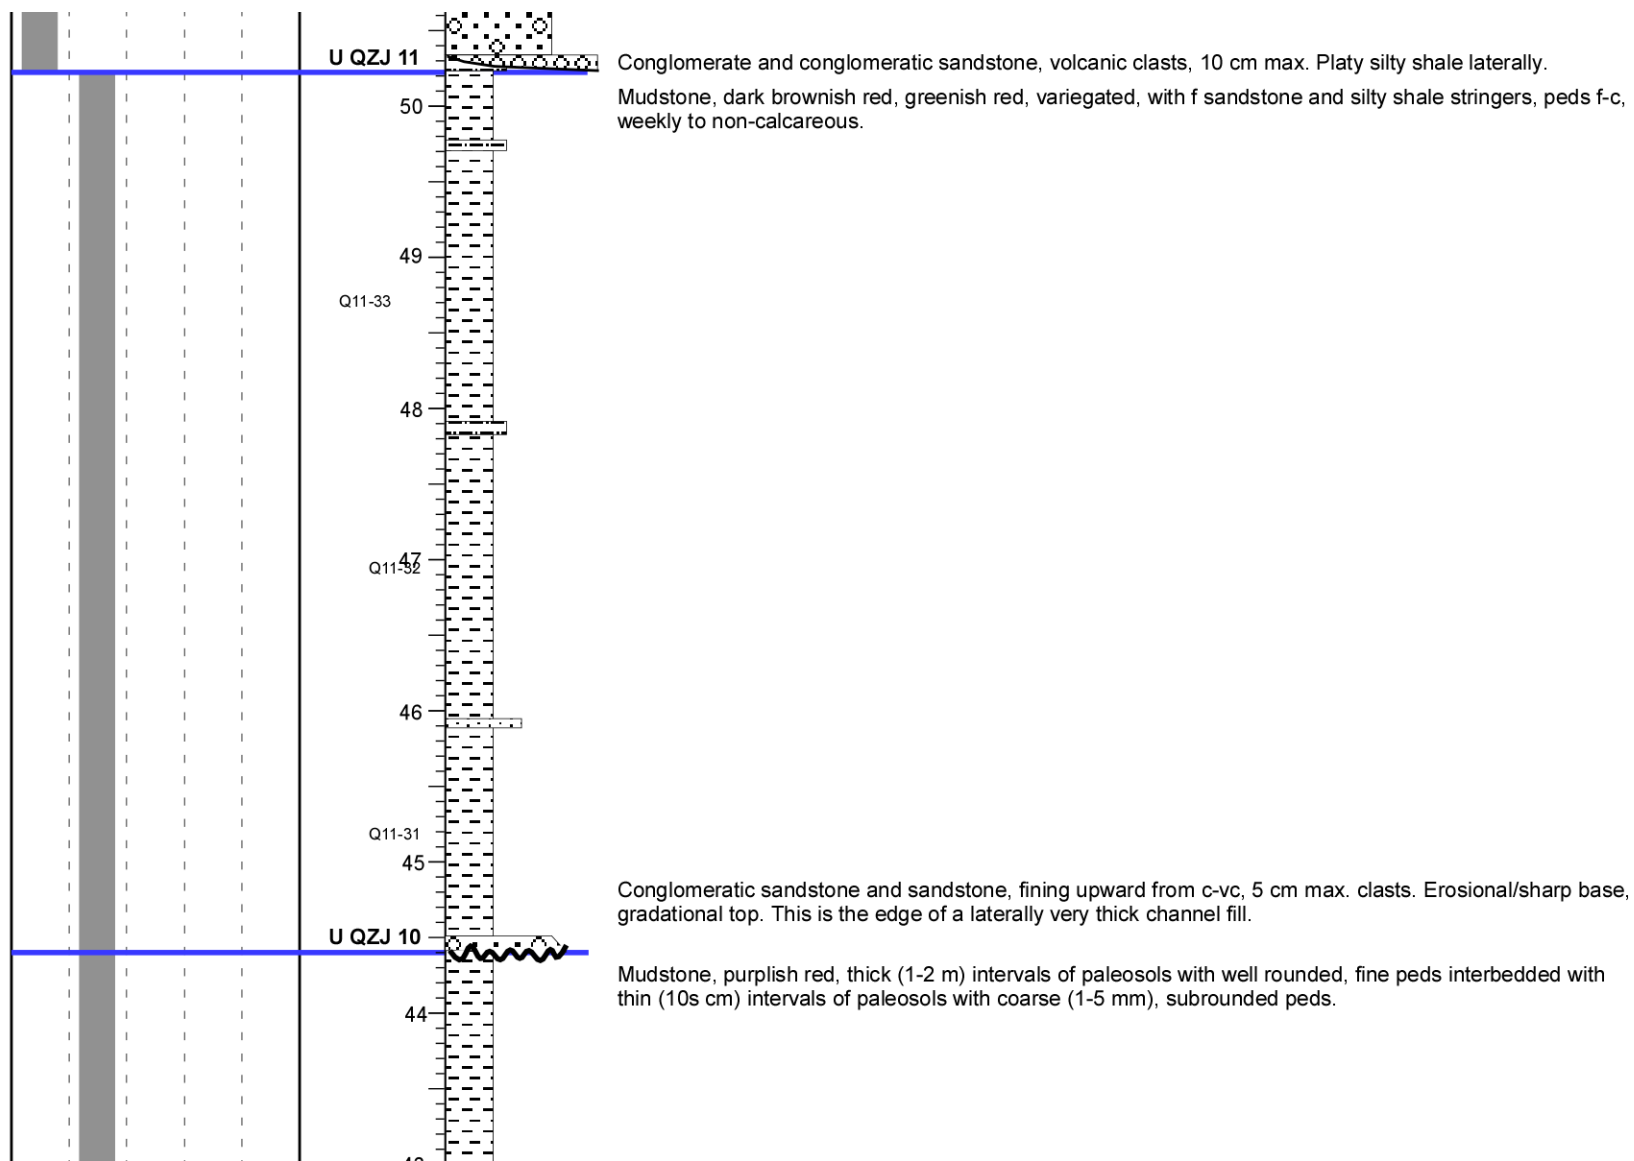 U QZJ 11
Conglomerate and conglomeratic sandstone, volcanic clasts, 10 cm max. Platy silty shale laterally.
50
Mudstone, dark brownish red, greenish red, variegated, with f sandstone and silty shale stringers, peds f-c,
weekly to non-calcareous.
49
Q11-33
48
47
Q11-32
46
Q11-31
45
Conglomeratic sandstone and sandstone, fining upward from c-vc, 5 cm max. clasts. Erosional/sharp base,
gradational top. This is the edge of a laterally very thick channel fill.
U QZJ 10
Mudstone, purplish red, thick (1-2 m) intervals of paleosols with well rounded, fine peds interbedded with
thin (10s cm) intervals of paleosols with coarse (1-5 mm), subrounded peds.
44